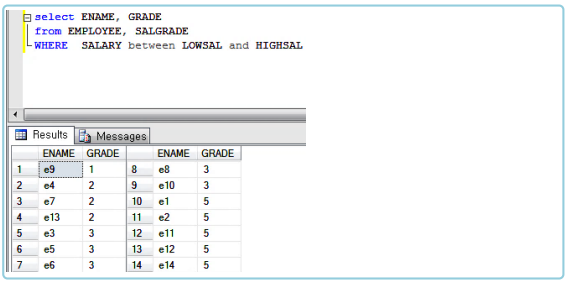 select ENAME, GRADE
from EMPLOYEE, SALGRADE
WHERE SALARY between LOWSAL and HIGHSAL
Results Messages
ENAME GRADE ENAME GRADE
1 e9 1 8 e8 3
2 e4 2 9 e10 3
3 e7 2 10 e1 5
4 e13 2 11 e2 5
5 e3 3 12 e11 5
6 e5 3 13 e12 5
7 e6 3 14 e14 5